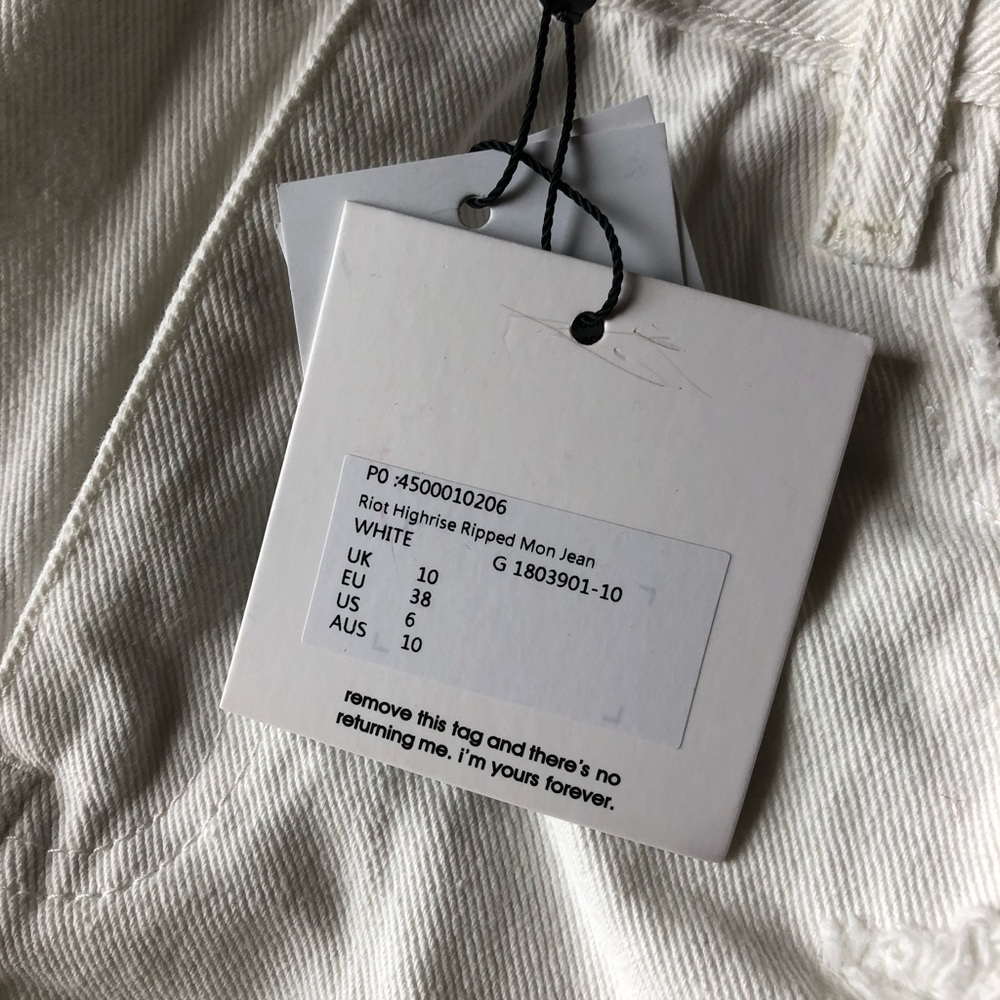 P0 :4500010206
Riot Highrise Ripped Mon Jean
WHITE G 1803901-10
UK 10
EU 38
US 6
AUS 10
remove this tag and there's no
returning me. i'm yours forever.